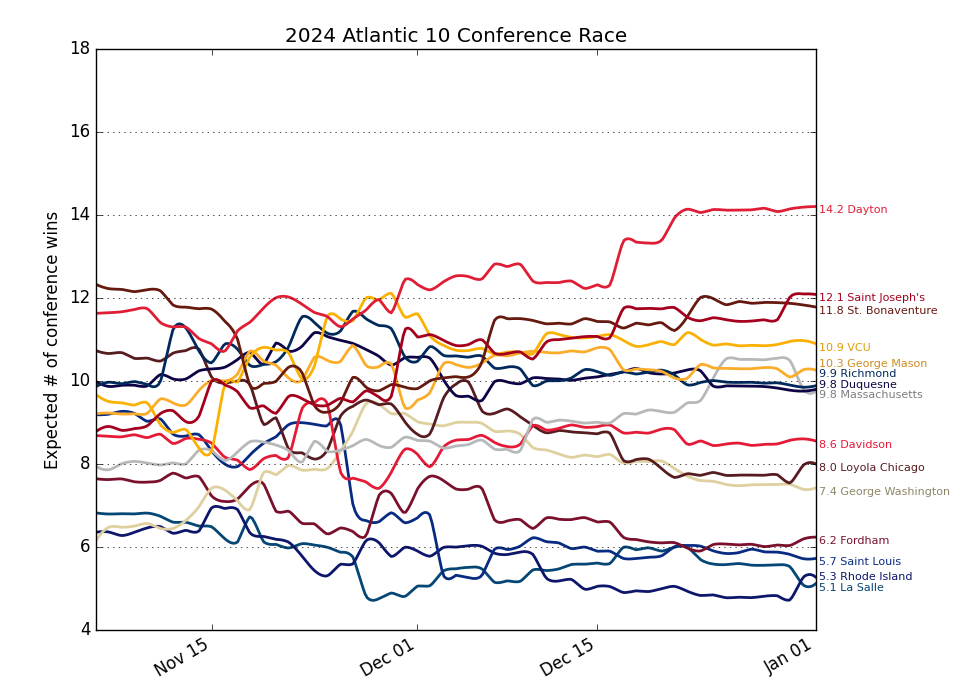 2024 Atlantic 10 Conference Race
Expected # of conference wins
18
16
14
12
10
8
6
4
14.2 Dayton
12.1 Saint Joseph's
11.8 St. Bonaventure
10.9 VCU
10.3 George Mason
9.9 Richmond
9.8 Duquesne
9.8 Massachusetts
8.6 Davidson
8.0 Loyola Chicago
7.4 George Washington
6.2 Fordham
5.7 Saint Louis
5.3 Rhode Island
5.1 La Salle
Nov 15
Dec 01
Dec 15
Jan 01